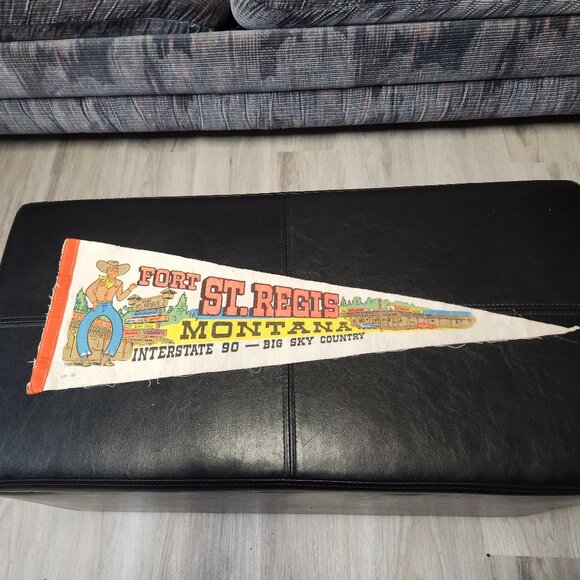 FORT ST. REGIS
MONTANA
INTERSTATE 90 — BIG SKY COUNTRY